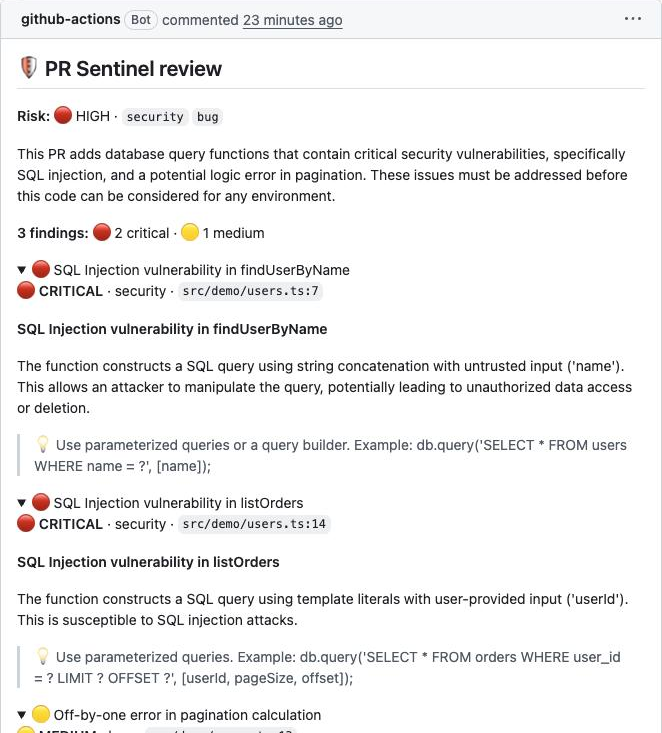 github-actions Bot commented 23 minutes ago
PR Sentinel review
Risk: HIGH · security bug
This PR adds database query functions that contain critical security vulnerabilities, specifically
SQL injection, and a potential logic error in pagination. These issues must be addressed before
this code can be considered for any environment.
3 findings: 2 critical · 1 medium
SQL Injection vulnerability in findUserByName
CRITICAL · security · src/demo/users.ts:7
SQL Injection vulnerability in findUserByName
The function constructs a SQL query using string concatenation with untrusted input ('name').
This allows an attacker to manipulate the query, potentially leading to unauthorized data access
or deletion.
Use parameterized queries or a query builder. Example: db.query('SELECT * FROM users
WHERE name = ?', [name]);
SQL Injection vulnerability in listOrders
CRITICAL · security · src/demo/users.ts:14
SQL Injection vulnerability in listOrders
The function constructs a SQL query using template literals with user-provided input ('userId').
This is susceptible to SQL injection attacks.
Use parameterized queries. Example: db.query('SELECT * FROM orders WHERE user_id
= ? LIMIT ? OFFSET ?', [userId, pageSize, offset]);
Off-by-one error in pagination calculation
MEDIUM